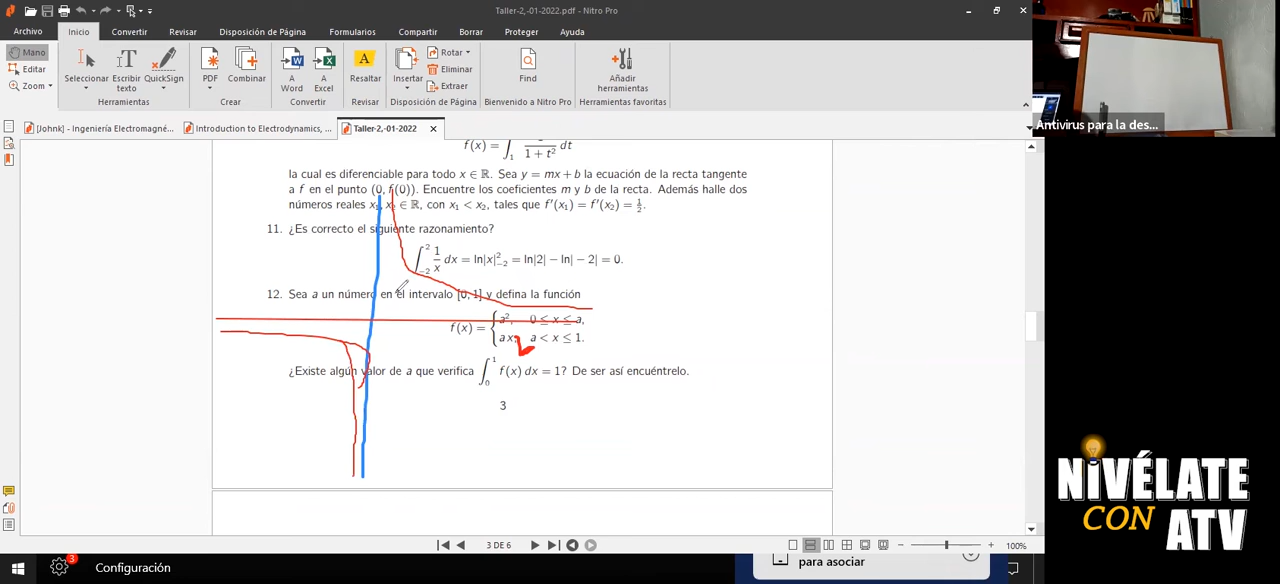 Taller-2,-01-2022.pdf - Nitro Pro
Archivo Inicio Convertir Revisar Disposición de Página Formularios Compartir Borrar Proteger Ayuda
Mano
Editar
Zoom
Seleccionar
Escribir texto
QuickSign
Herramientas
PDF
Combinar
Crear
A Word
A Excel
Convertir
Resaltar
Revisar
Insertar
Rotar
Eliminar
Extraer
Disposición de Página
Find
Bienvenido a Nitro Pro
Añadir herramientas
Herramientas favoritas
Antivirus para la des...
[Johnk] - Ingeniería Electromagné... Introduction to Electrodynamics, ... Taller-2,-01-2022
f(x) = ∫₁ 1 + t² dt
la cual es diferenciable para todo x ∈ ℝ. Sea y = mx + b la ecuación de la recta tangente
a f en el punto (0, f(0)). Encuentre los coeficientes m y b de la recta. Además halle dos
números reales x₁, x₂ ∈ ℝ, con x₁ < x₂, tales que f′(x₁) = f′(x₂) = 1/2.
11. ¿Es correcto el siguiente razonamiento?
∫₋₂² 1/x dx = ln|x|²₋₂ = ln|2| − ln| − 2| = 0.
12. Sea a un número en el intervalo [0, 1] y defina la función
f(x) = { a², 0 ≤ x ≤ a,
ax, a < x ≤ 1.
¿Existe algún valor de a que verifica ∫₀¹ f(x) dx = 1? De ser así encuéntrelo.
3
NIVÉLATE
CON ATV
3 DE 6
100%
3
Configuración
para asociar